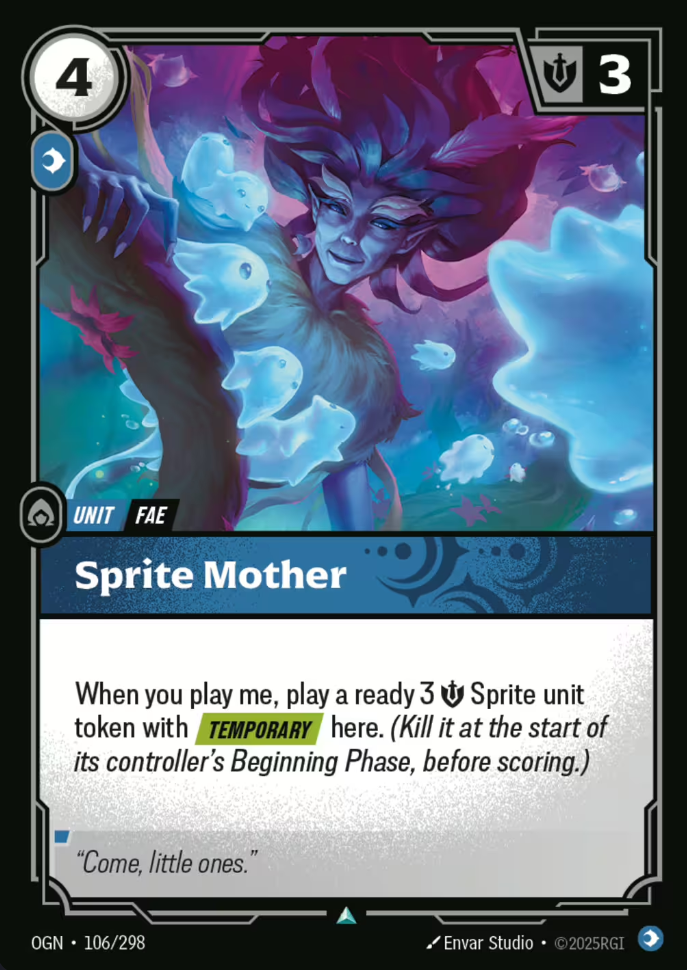 4
3
UNIT FAE
Sprite Mother
When you play me, play a ready 3 Sprite unit
token with TEMPORARY here. (Kill it at the start of
its controller's Beginning Phase, before scoring.)
"Come, little ones."
OGN • 106/298
Envar Studio • ©2025RGI